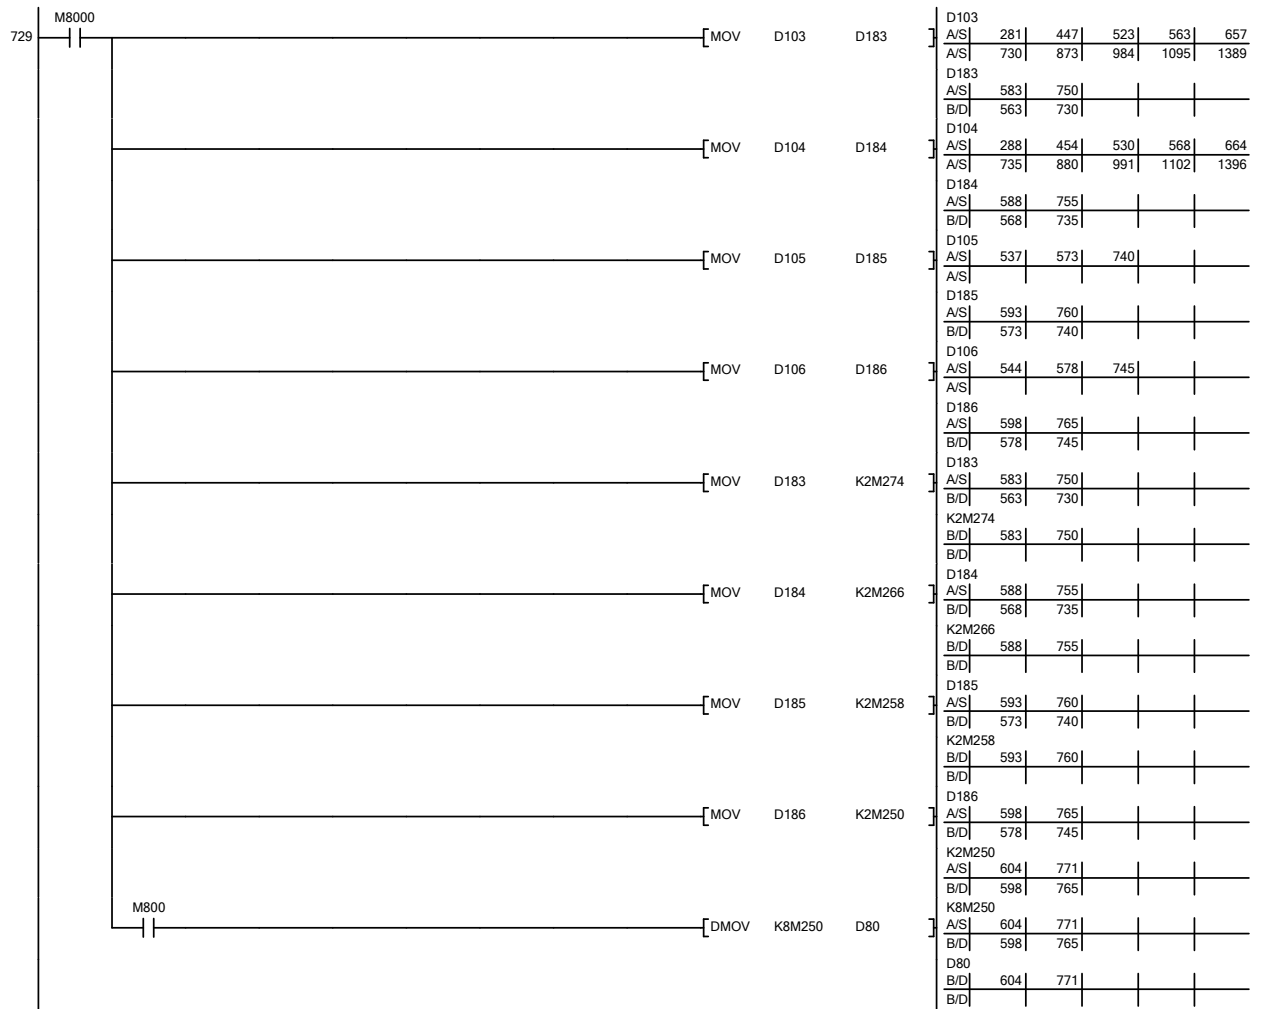 M8000
729 MOV D103 D183
D103
A/S 281 447 523 563 657
A/S 730 873 984 1095 1389
D183
A/S 583 750
B/D 563 730
MOV D104 D184
D104
A/S 288 454 530 568 664
A/S 735 880 991 1102 1396
D184
A/S 588 755
B/D 568 735
MOV D105 D185
D105
A/S 537 573 740
A/S
D185
A/S 593 760
B/D 573 740
MOV D106 D186
D106
A/S 544 578 745
A/S
D186
A/S 598 765
B/D 578 745
MOV D183 K2M274
D183
A/S 583 750
B/D 563 730
K2M274
B/D 583 750
B/D
MOV D184 K2M266
D184
A/S 588 755
B/D 568 735
K2M266
B/D 588 755
B/D
MOV D185 K2M258
D185
A/S 593 760
B/D 573 740
K2M258
B/D 593 760
B/D
MOV D186 K2M250
D186
A/S 598 765
B/D 578 745
K2M250
A/S 604 771
B/D 598 765
M800
DMOV K8M250 D80
K8M250
A/S 604 771
B/D 598 765
D80
B/D 604 771
B/D